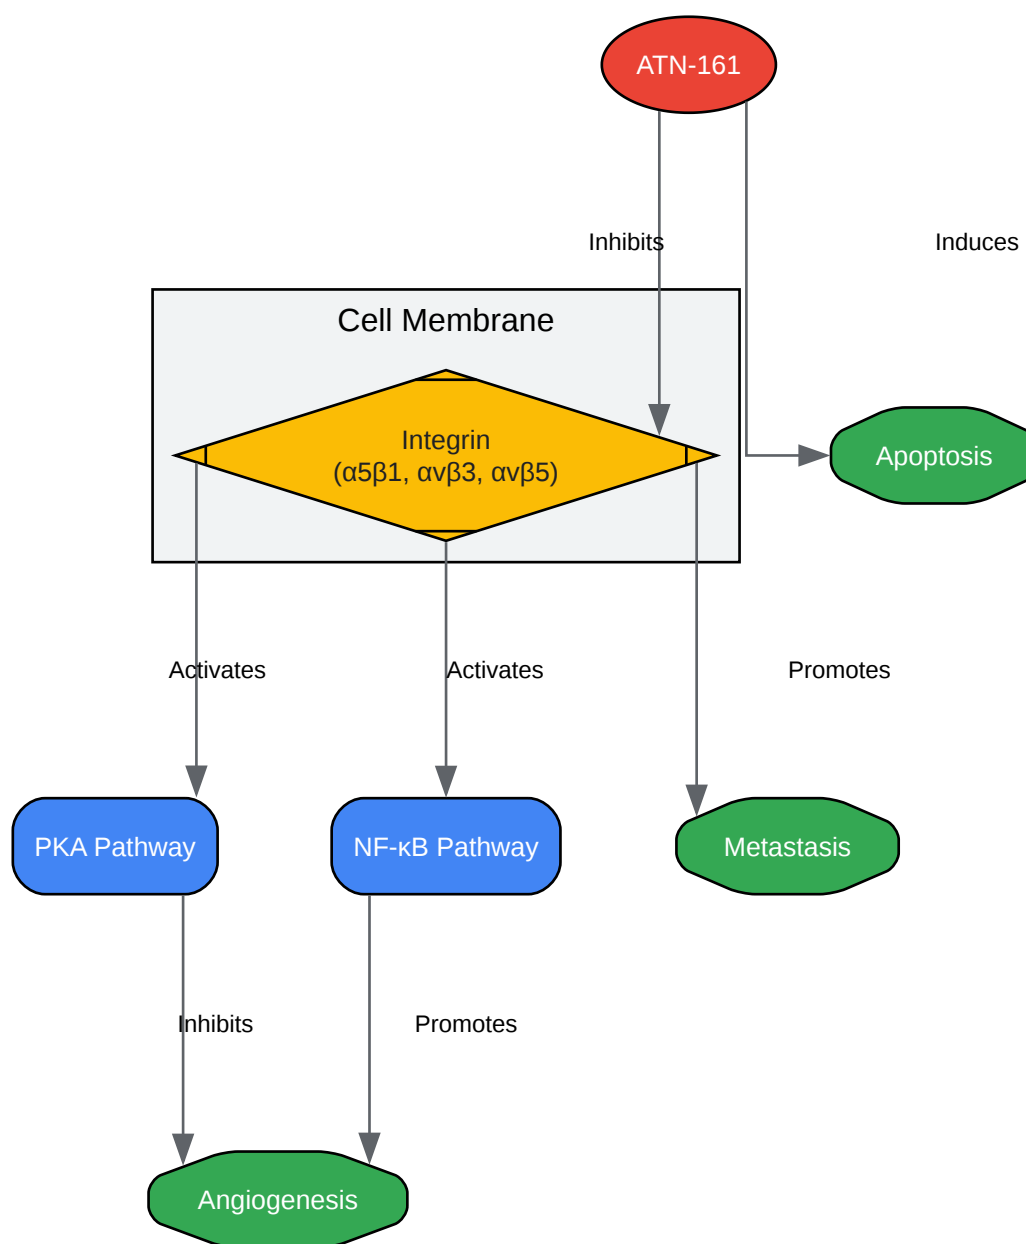 ATN-161
Inhibits
Induces
Cell Membrane
Integrin
(α5β1, αvβ3, αvβ5)
Apoptosis
Activates
Activates
Promotes
PKA Pathway
NF-κB Pathway
Metastasis
Inhibits
Promotes
Angiogenesis